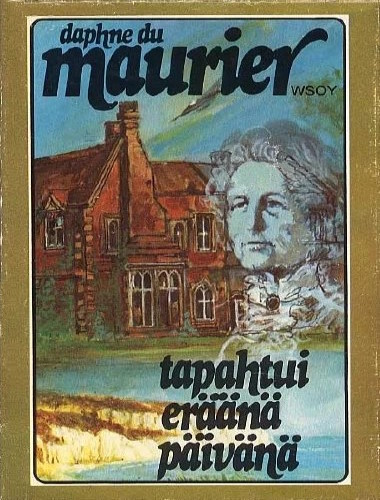 daphne du
maurier
WSOY
tapahtui
eräänä
päivänä